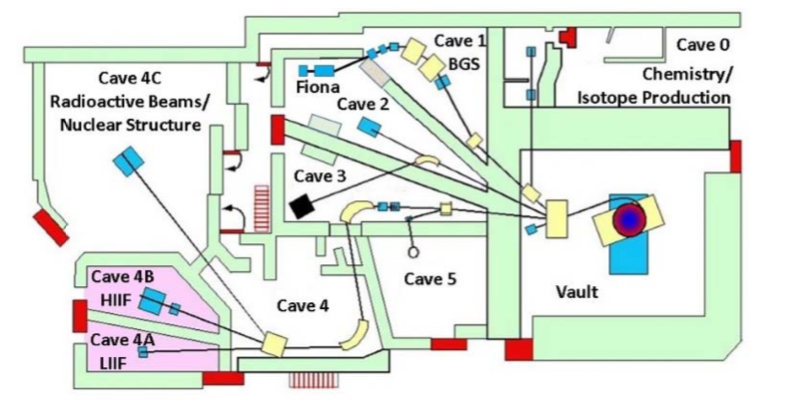 Cave 4C
Radioactive Beams/
Nuclear Structure
Cave 1
BGS
Fiona
Cave 2
Cave 3
Cave 0
Chemistry/
Isotope Production
Cave 4B
HIIF
Cave 4A
LIIF
Cave 4
Cave 5
Vault